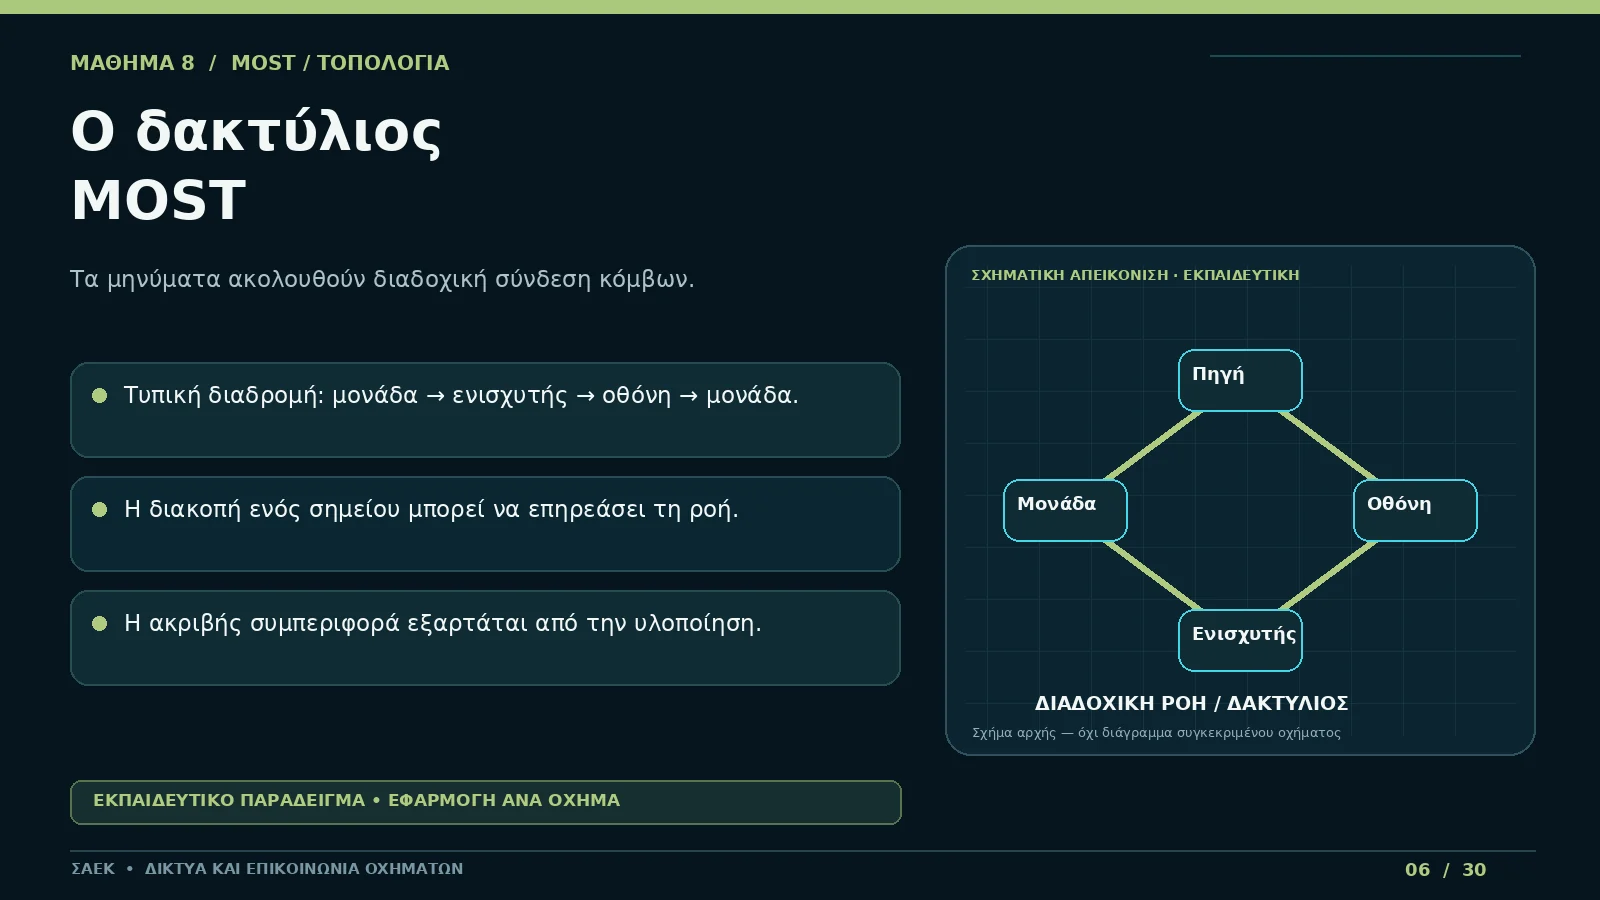 ΜΑΘΗΜΑ 8 / MOST / ΤΟΠΟΛΟΓΙΑ
Ο δακτύλιος
MOST
Τα μηνύματα ακολουθούν διαδοχική σύνδεση κόμβων.
Τυπική διαδρομή: μονάδα → ενισχυτής → οθόνη → μονάδα.
Η διακοπή ενός σημείου μπορεί να επηρεάσει τη ροή.
Η ακριβής συμπεριφορά εξαρτάται από την υλοποίηση.
ΕΚΠΑΙΔΕΥΤΙΚΟ ΠΑΡΑΔΕΙΓΜΑ • ΕΦΑΡΜΟΓΗ ΑΝΑ ΟΧΗΜΑ
ΣΧΗΜΑΤΙΚΗ ΑΠΕΙΚΟΝΙΣΗ · ΕΚΠΑΙΔΕΥΤΙΚΗ
Πηγή
Μονάδα
Οθόνη
Ενισχυτής
ΔΙΑΔΟΧΙΚΗ ΡΟΗ / ΔΑΚΤΥΛΙΟΣ
Σχήμα αρχής — όχι διάγραμμα συγκεκριμένου οχήματος
ΣΑΕΚ • ΔΙΚΤΥΑ ΚΑΙ ΕΠΙΚΟΙΝΩΝΙΑ ΟΧΗΜΑΤΩΝ
06 / 30